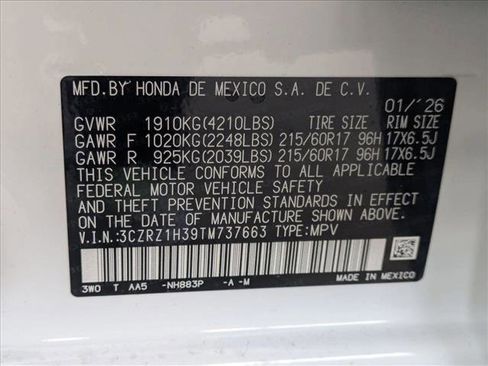 MFD. BY HONDA DE MEXICO S.A. DE C.V.
01/'26
GVWR 1910KG(4210LBS) TIRE SIZE RIM SIZE
GAWR F 1020KG(2248LBS) 215/60R17 96H 17X6.5J
GAWR R 925KG(2039LBS) 215/60R17 96H 17X6.5J
THIS VEHICLE CONFORMS TO ALL APPLICABLE
FEDERAL MOTOR VEHICLE SAFETY
AND THEFT PREVENTION STANDARDS IN EFFECT
ON THE DATE OF MANUFACTURE SHOWN ABOVE.
V.I.N.:3CZRZ1H39TM737663 TYPE:MPV
3W0 T AA5 -NH883P -A -M MADE IN MEXICO